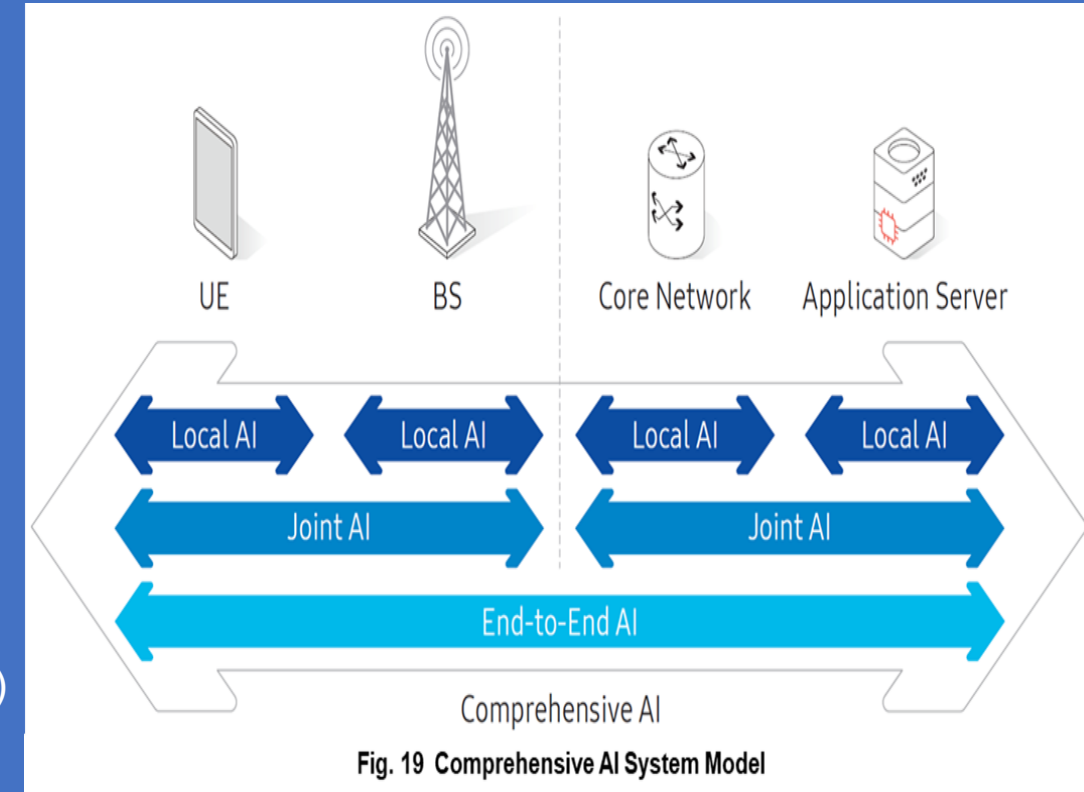 UE BS Core Network Application Server
Local AI Local AI Local AI Local AI
Joint AI Joint AI
End-to-End AI
Comprehensive AI
Fig. 19 Comprehensive AI System Model
)